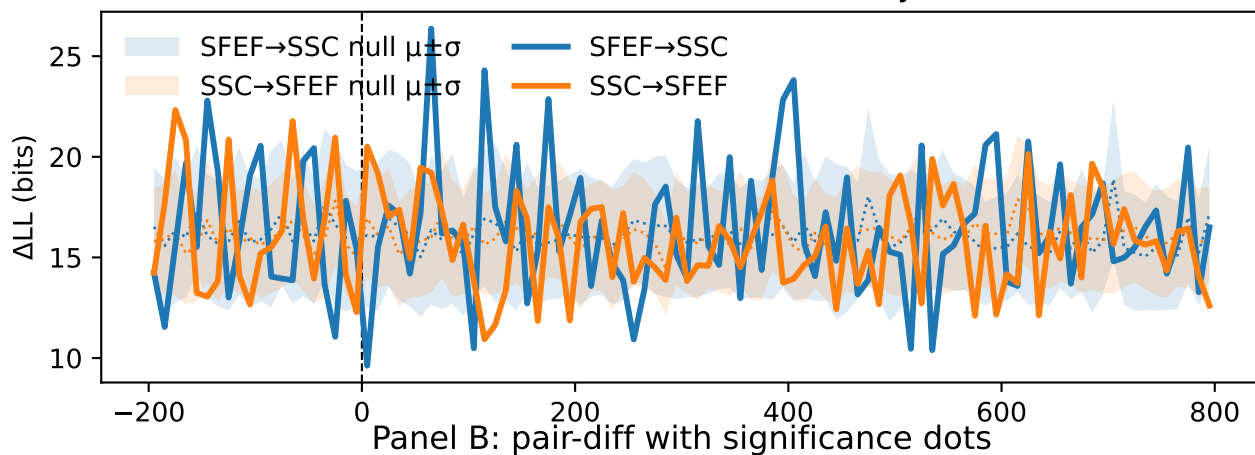 SFEF→SSC null μ±σ
SSC→SFEF null μ±σ
SFEF→SSC
SSC→SFEF
ΔLL (bits)
25
20
15
10
−200 0 200 400 600 800
Panel B: pair-diff with significance dots